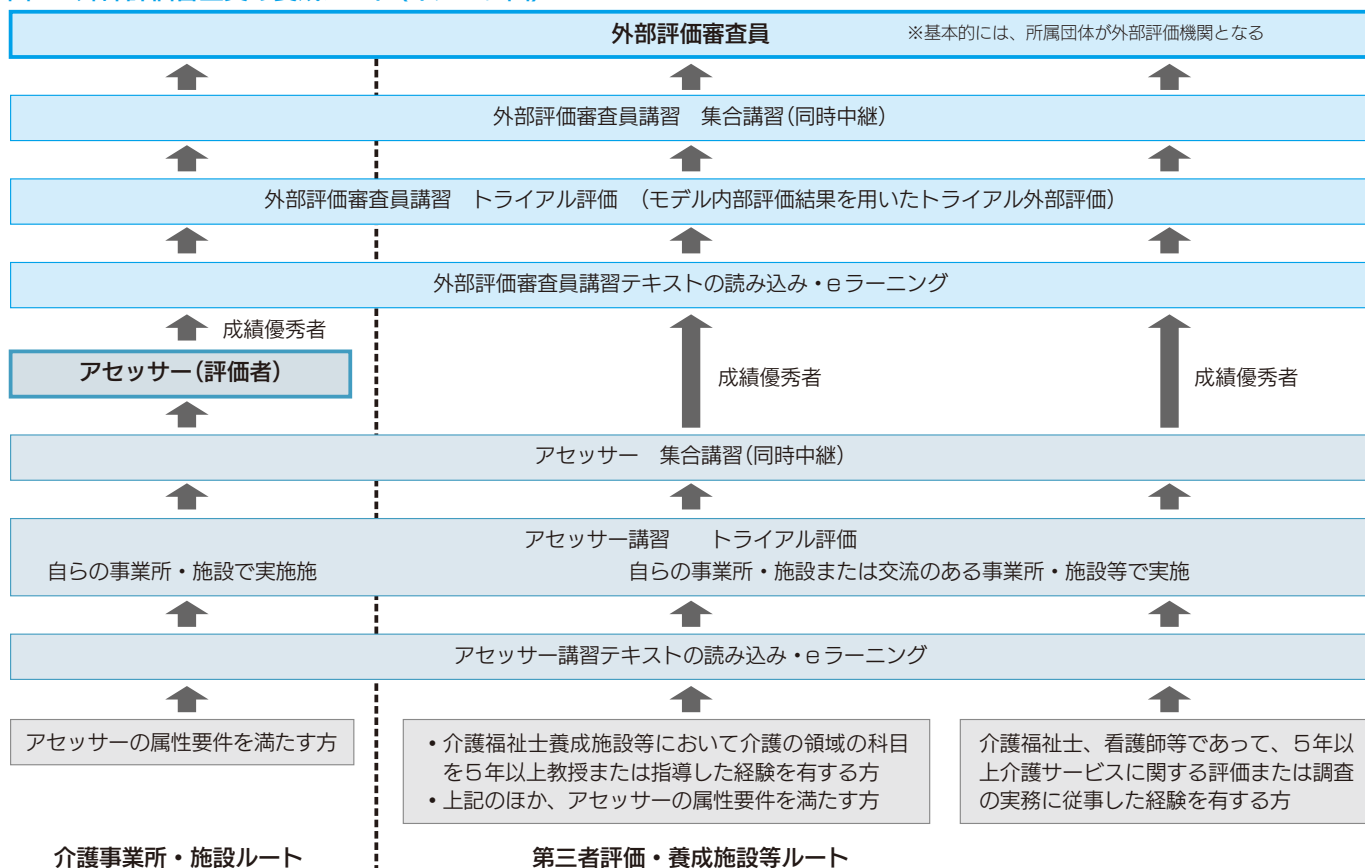 外部評価審査員 ※基本的には、所属団体が外部評価機関となる
外部評価審査員講習 集合講習(同時中継)
外部評価審査員講習 トライアル評価 (モデル内部評価結果を用いたトライアル外部評価)
外部評価審査員講習テキストの読み込み・eラーニング
成績優秀者
アセッサー(評価者)
成績優秀者
成績優秀者
アセッサー 集合講習(同時中継)
アセッサー講習 トライアル評価
自らの事業所・施設で実施施
自らの事業所・施設または交流のある事業所・施設等で実施
アセッサー講習テキストの読み込み・eラーニング
アセッサーの属性要件を満たす方
・介護福祉士養成施設等において介護の領域の科目
を5年以上教授または指導した経験を有する方
・上記のほか、アセッサーの属性要件を満たす方
介護福祉士、看護師等であって、5年以
上介護サービスに関する評価または調査
の実務に従事した経験を有する方
介護事業所・施設ルート
第三者評価・養成施設等ルート